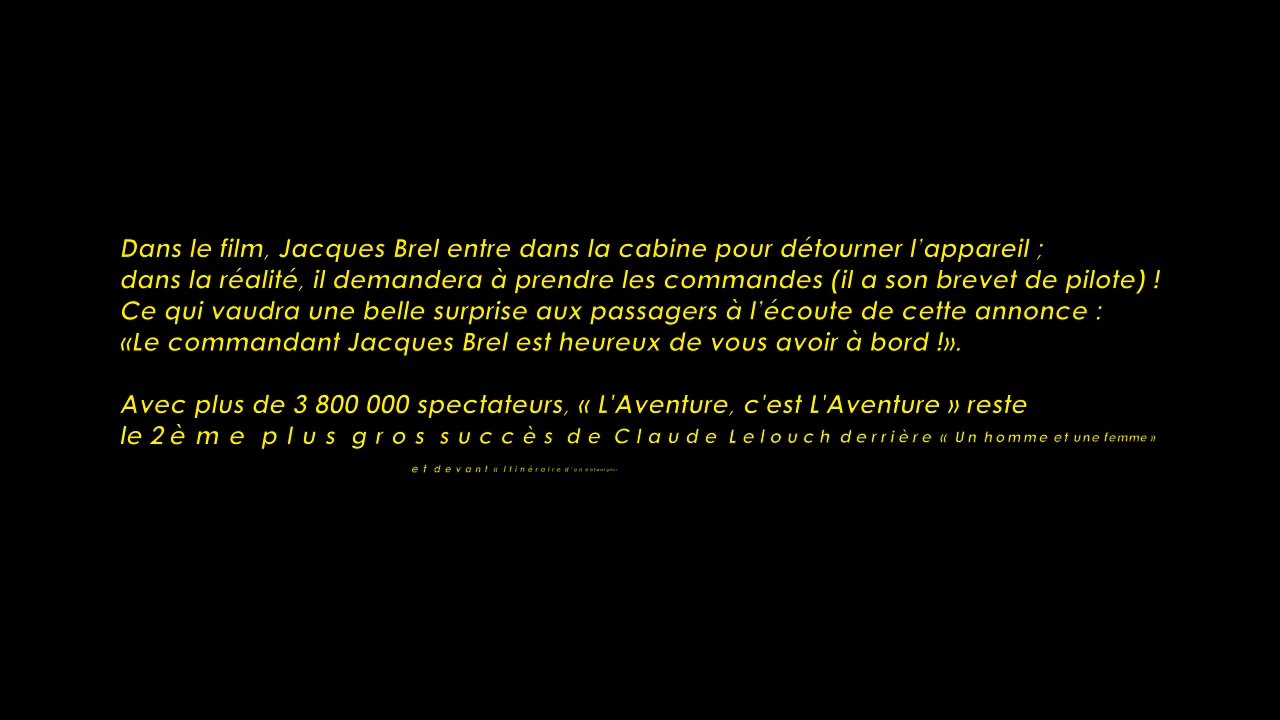 Dans le film, Jacques Brel entre dans la cabine pour détourner l'appareil ;
dans la réalité, il demandera à prendre les commandes (il a son brevet de pilote) !
Ce qui vaudra une belle surprise aux passagers à l'écoute de cette annonce :
«Le commandant Jacques Brel est heureux de vous avoir à bord !».
Avec plus de 3 800 000 spectateurs, « L'Aventure, c'est L'Aventure » reste
le 2ème plus gros succès de Claude Lelouch derrière « Un homme et une femme »
et devant « Itinéraire d'un enfant